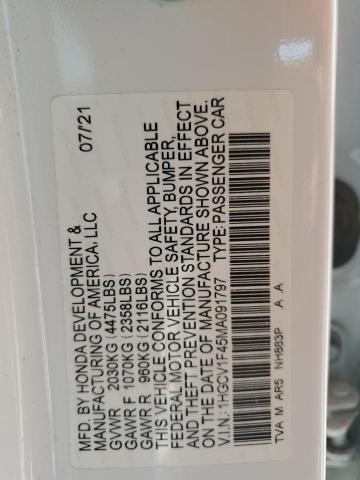 MFD. BY HONDA DEVELOPMENT & 07/'21
MANUFACTURING OF AMERICA, LLC
GVWR 2030KG (4475LBS)
GAWR F 1070KG (2358LBS)
GAWR R 960KG (2116LBS)
THIS VEHICLE CONFORMS TO ALL APPLICABLE
FEDERAL MOTOR VEHICLE SAFETY, BUMPER,
AND THEFT PREVENTION STANDARDS IN EFFECT
ON THE DATE OF MANUFACTURE SHOWN ABOVE.
V.I.N.: 1HGCV1F45MA091797 TYPE: PASSENGER CAR
TVA M AR5 NH883P A A